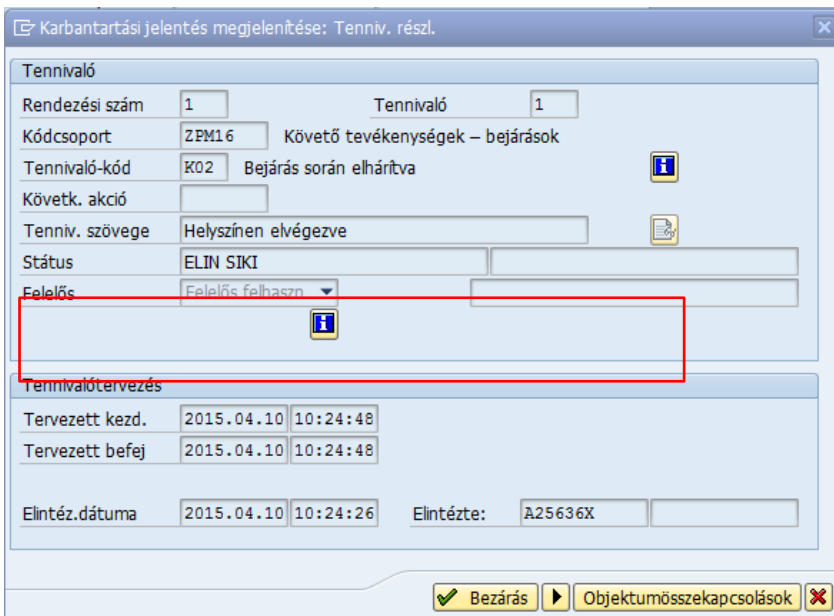 Karbantartási jelentés megjelenítése: Tenniv. részl.
Tennivaló
Rendezési szám 1 Tennivaló 1
Kódcsoport ZPM16 Követő tevékenységek – bejárások
Tennivaló-kód K02 Bejárás során elhárítva
Követk. akció
Tenniv. szövege Helyszínen elvégezve
Státus ELIN SIKI
Felelős Felelős felhaszn
Tennivalótervezés
Tervezett kezd. 2015.04.10 10:24:48
Tervezett befej 2015.04.10 10:24:48
Elintéz.dátuma 2015.04.10 10:24:26 Elintézte: A25636X
Bezárás Objektumösszekapcsolások